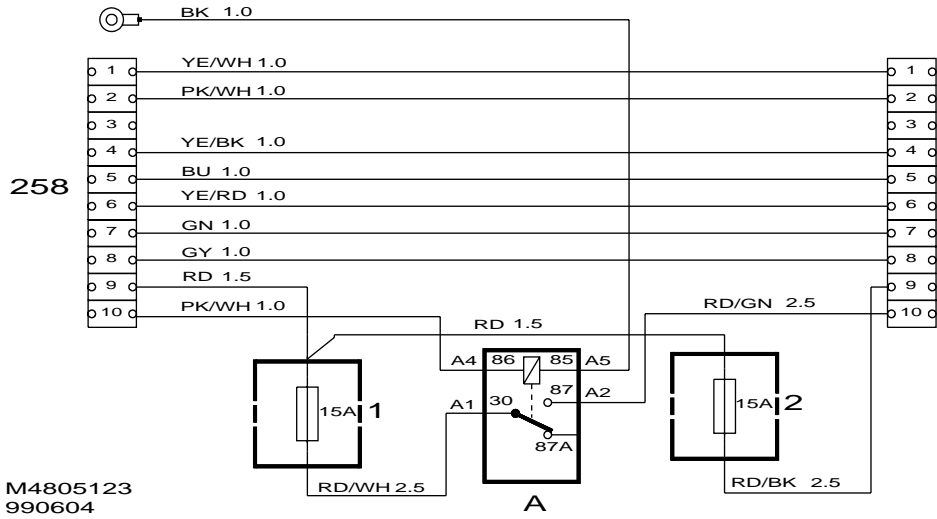 BK 1.0
1 YE/WH 1.0 1
2 PK/WH 1.0 2
3 3
4 YE/BK 1.0 4
258
5 BU 1.0 5
6 YE/RD 1.0 6
7 GN 1.0 7
8 GY 1.0 8
9 RD 1.5 9
10 PK/WH 1.0 RD/GN 2.5 10
RD 1.5
A4 86 85 A5
87 A2
A1 30
15A 1
15A 2
87A
RD/WH 2.5
RD/BK 2.5
A
M4805123
990604